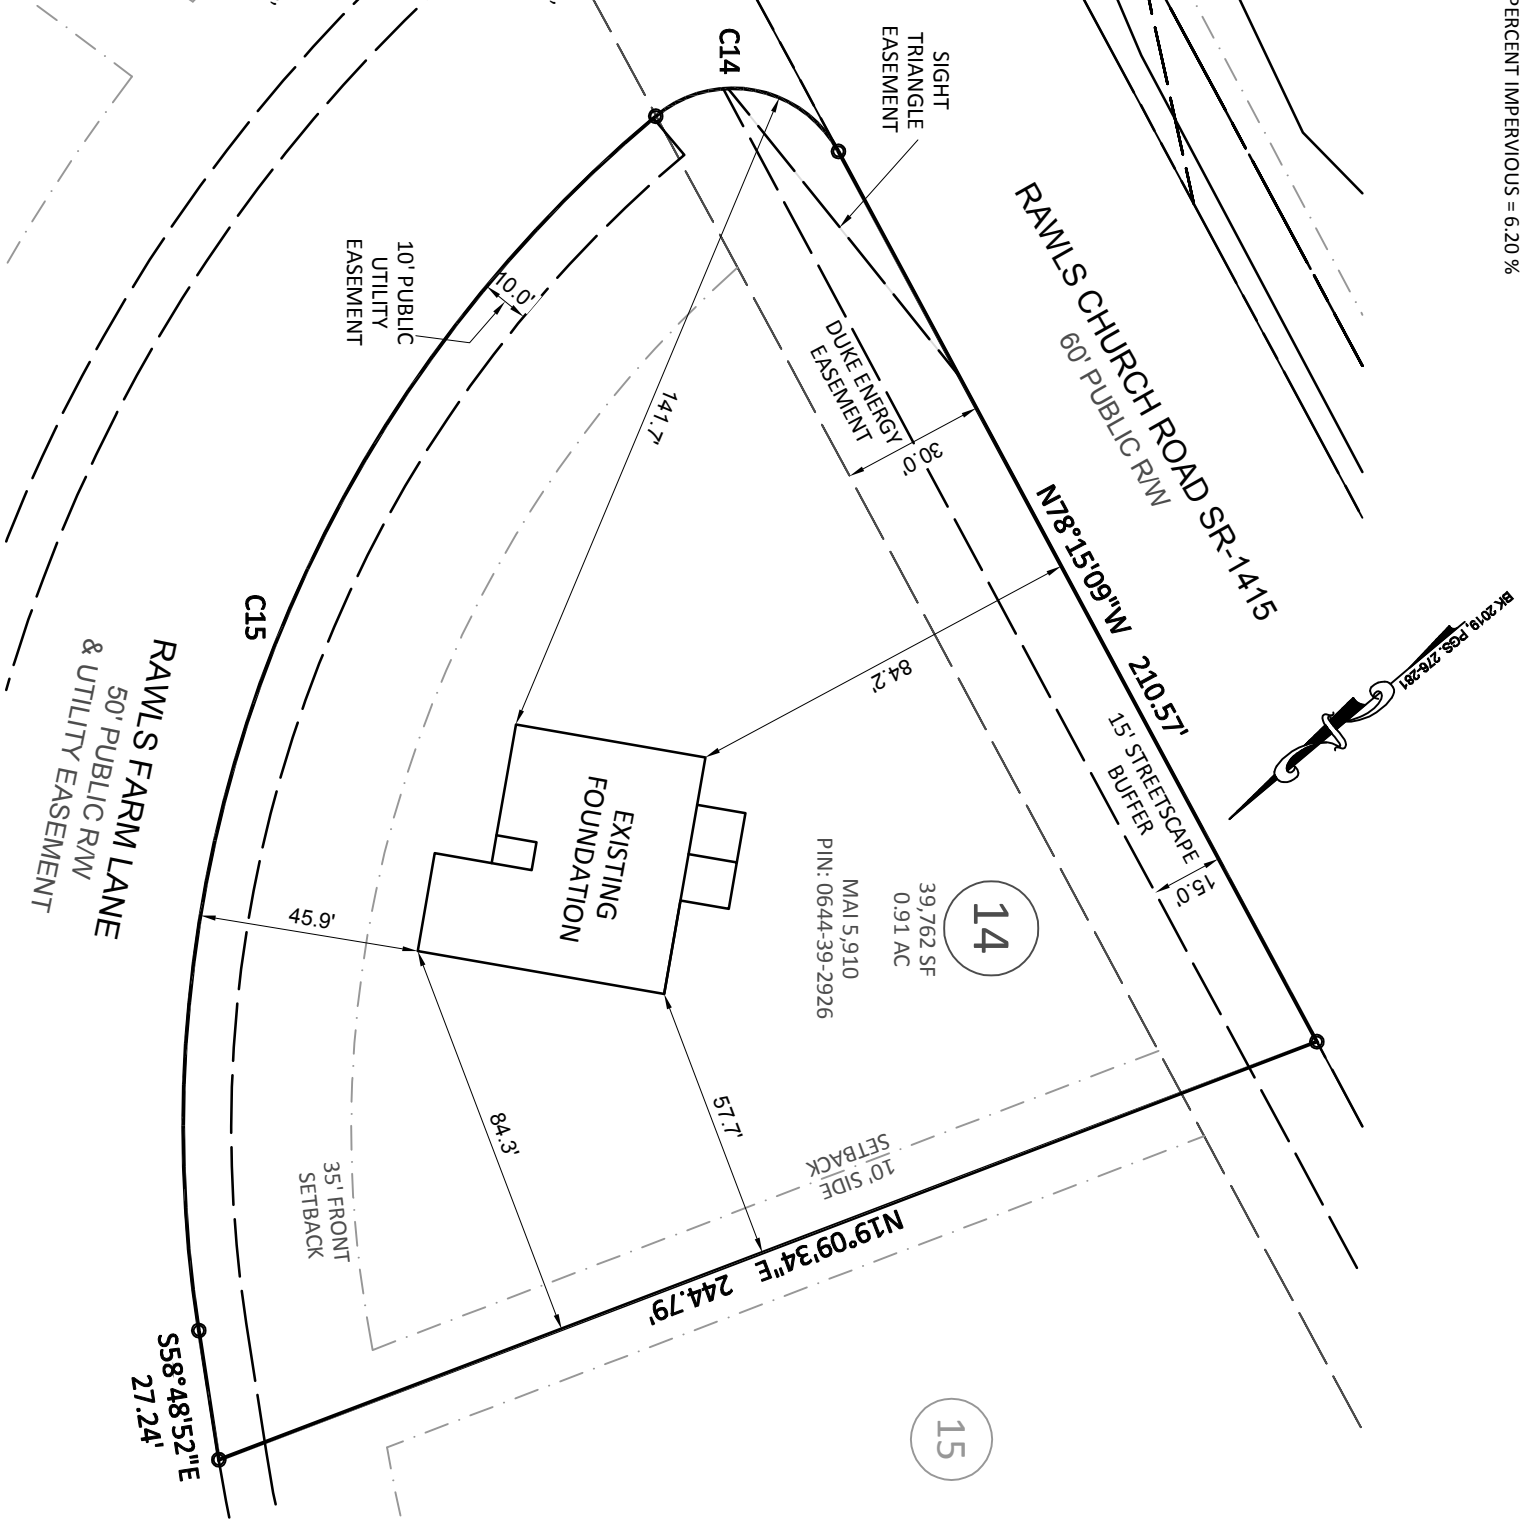 PERCENT IMPERVIOUS = 6.20 %
SIGHT
TRIANGLE
EASEMENT
C14
RAWLS CHURCH ROAD SR-1415
60' PUBLIC R/W
BK 2019, PGS. 276-281
N78°15'09"W 210.57'
15' STREETSCAPE
BUFFER
15.0'
DUKE ENERGY
EASEMENT
30.0'
10' PUBLIC
UTILITY
EASEMENT
10.0'
141.7'
84.2'
14
39,762 SF
0.91 AC
MAI 5,910
PIN: 0644-39-2926
EXISTING
FOUNDATION
C15
RAWLS FARM LANE
50' PUBLIC R/W
& UTILITY EASEMENT
45.9'
84.3'
57.7'
35' FRONT
SETBACK
10' SIDE
SETBACK
N19°09'34"E 244.79'
S58°48'52"E
27.24'
15